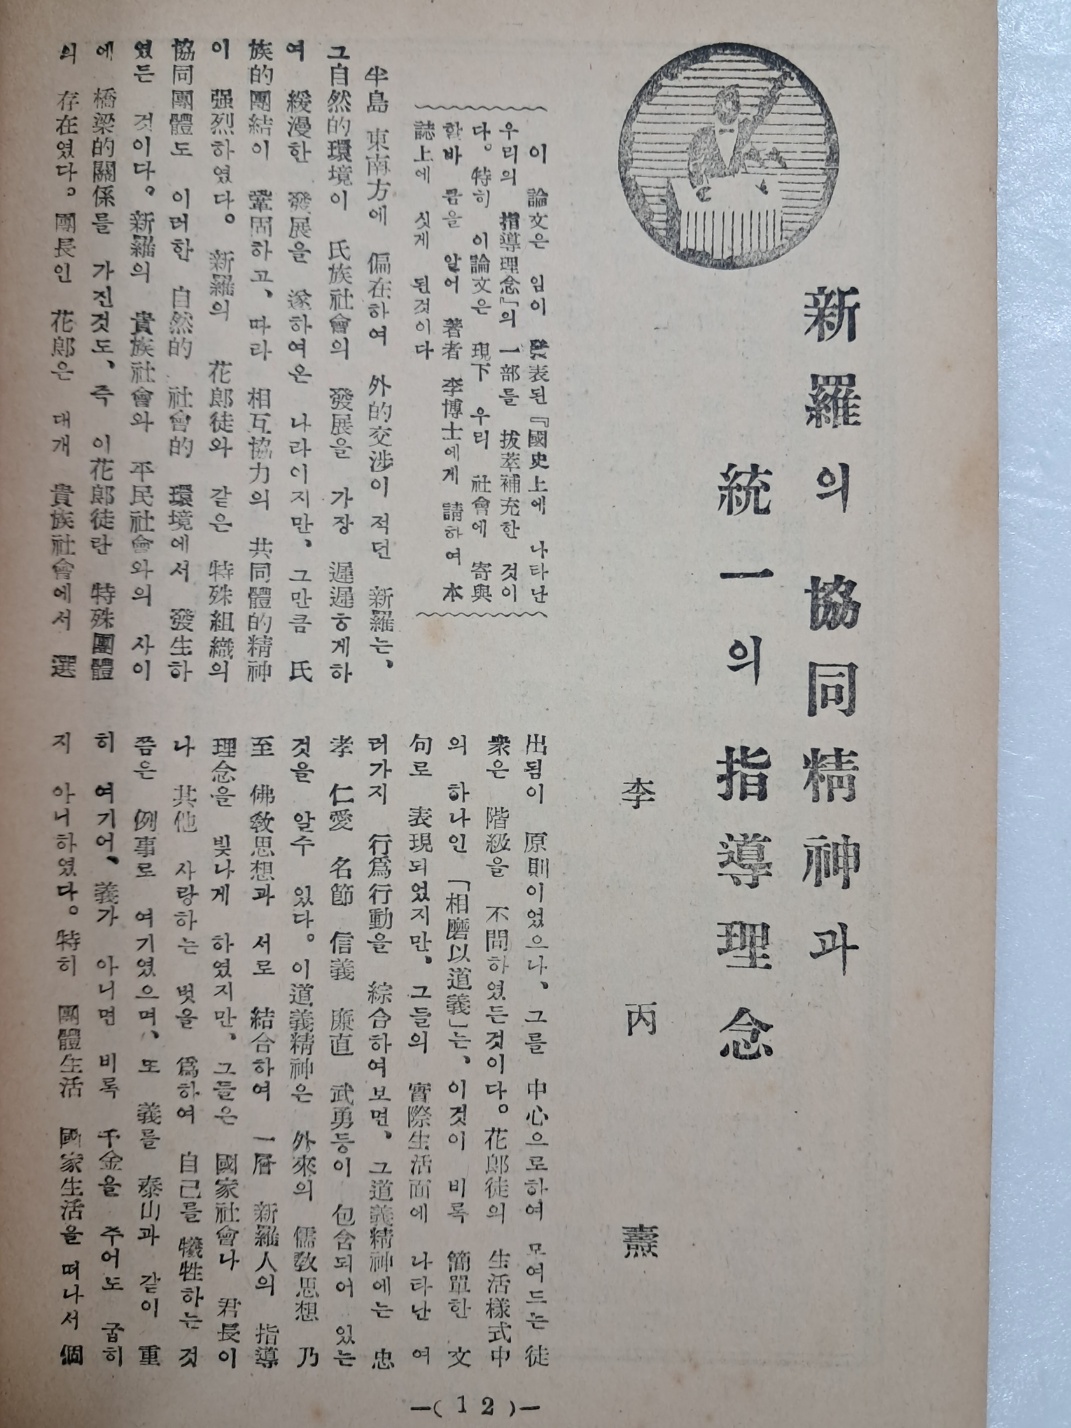 新羅의 協同精神과
統一의 指導理念
李丙燾
이 論文은 임이 發表된 『國史上에 나타난
우리의 指導理念』의 一部를 拔萃補充한 것이
다。特히 이論文은 現下 우리 社會에 寄與
할바 큼을 알어 著者 李博士에게 請하여 本
誌上에 싯게 된것이다
半島 東南方에 偏在하여 外的交涉이 적던 新羅는、
그自然的環境이 氏族社會의 發展을 가장 遲遲ᄒᆞ게하
여 緩漫한 發展을 遂하여온 나라이지만、그만큼 氏
族的團結이 鞏固하고、따라 相互協力의 共同體的精神
이 强烈하였다。新羅의 花郎徒와 같은 特殊組織의
協同團體도 이러한 自然的 社會的 環境에서 發生하
였든 것이다。新羅의 貴族社會와 平民社會와의 사이
에 橋梁的關係를 가진것도、즉 이花郎徒란 特殊團體
의 存在였다。團長인 花郎은 대개 貴族社會에서 選
出됨이 原則이었으나、그를 中心으로하여 모여드는 徒
衆은 階級을 不問하였든것이다。花郎徒의 生活樣式中
의 하나인 「相磨以道義」는、이것이 비록 簡單한 文
句로 表現되었지만、그들의 實際生活面에 나타난 여
러가지 行爲行動을 綜合하여보면、그道義精神에는 忠
孝 仁愛 名節 信義 廉直 武勇등이 包含되어 있는
것을 알수 있다。이道義精神은 外來의 儒敎思想 乃
至 佛敎思想과 서로 結合하여 一層 新羅人의 指導
理念을 빛나게 하였지만、그들은 國家社會나 君長이
나 其他 사랑하는 벗을 爲하여 自己를 犧牲하는 것
쯤은 例事로 여기였으며、또 義를 泰山과 같이 重
히 여기어、義가 아니면 비록 千金을 주어도 굽히
지 아니하였다。特히 團體生活 國家生活을 떠나서 個
—( 12 )—